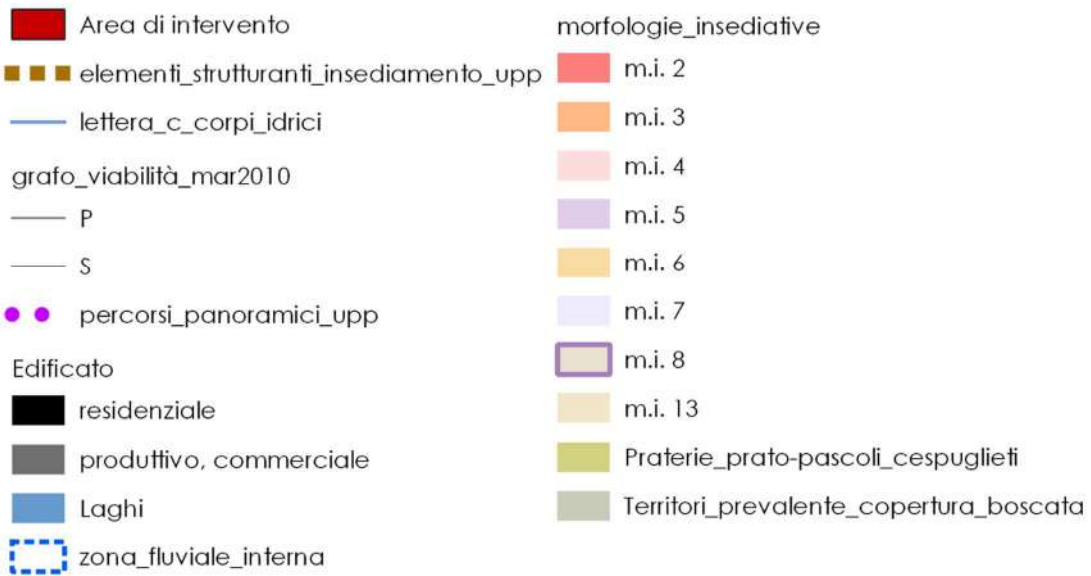 Area di intervento
elementi_strutturanti_insediamento_upp
lettera_c_corpi_idrici
grafo_viabilità_mar2010
P
S
percorsi_panoramici_upp
Edificato
residenziale
produttivo, commerciale
Laghi
zona_fluviale_interna
morfologie_insediative
m.i. 2
m.i. 3
m.i. 4
m.i. 5
m.i. 6
m.i. 7
m.i. 8
m.i. 13
Praterie_prato-pascoli_cespuglieti
Territori_prevalente_copertura_boscata